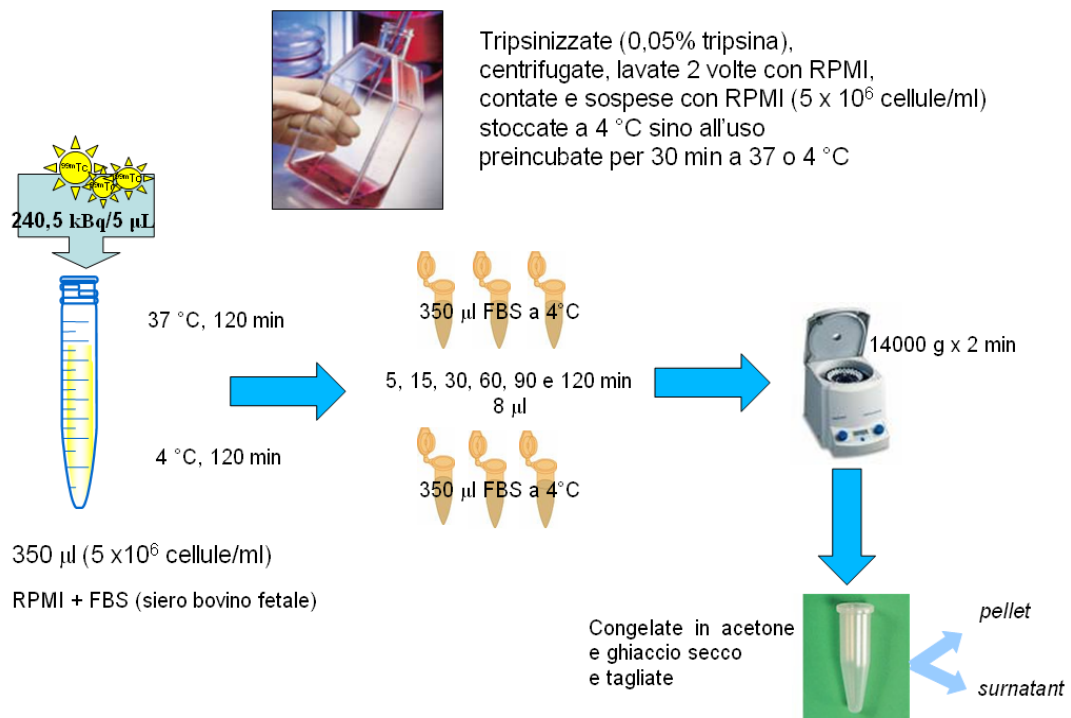 Tripsinizzate (0,05% tripsina),
centrifugate, lavate 2 volte con RPMI,
contate e sospese con RPMI (5 x 10⁶ cellule/ml)
stoccate a 4 °C sino all'uso
preincubate per 30 min a 37 o 4 °C
99mTc
99mTc
99mTc
240,5 kBq/5 µL
37 °C, 120 min
4 °C, 120 min
350 µl FBS a 4°C
5, 15, 30, 60, 90 e 120 min
8 µl
350 µl FBS a 4°C
14000 g x 2 min
350 µl (5 x10⁶ cellule/ml)
RPMI + FBS (siero bovino fetale)
Congelate in acetone
e ghiaccio secco
e tagliate
pellet
surnatant